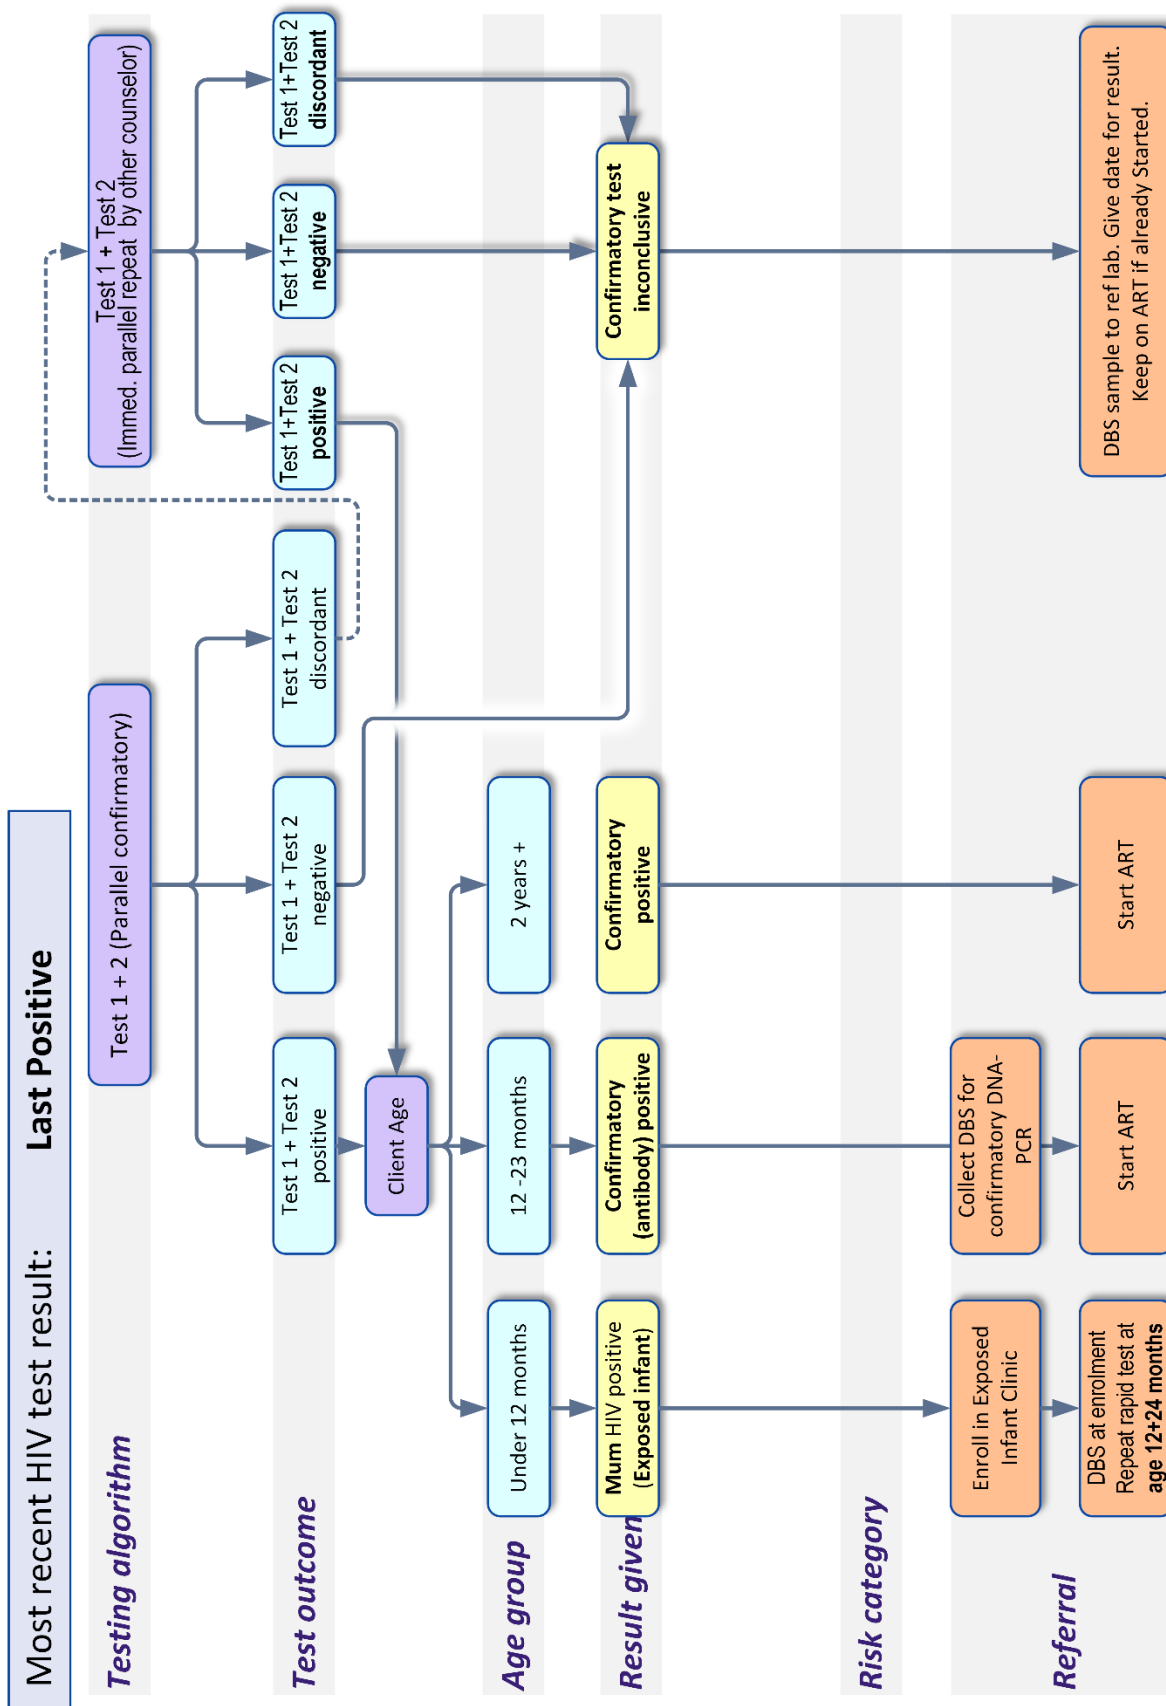 Most recent HIV test result: Last Positive
Testing algorithm
Test 1 + 2 (Parallel confirmatory)
Test 1 + Test 2
(Immed. parallel repeat by other counselor)
Test outcome
Test 1 + Test 2
positive
Test 1 + Test 2
negative
Test 1 + Test 2
discordant
Test 1+Test 2
positive
Test 1+Test 2
negative
Test 1+Test 2
discordant
Client Age
Age group
Under 12 months
12 -23 months
2 years +
Result given
Mum HIV positive
(Exposed infant)
Confirmatory
(antibody) positive
Confirmatory
positive
Confirmatory test
inconclusive
Risk category
Referral
Enroll in Exposed
Infant Clinic
Collect DBS for
confirmatory DNA-
PCR
DBS at enrolment
Repeat rapid test at
age 12+24 months
Start ART
Start ART
DBS sample to ref lab. Give date for result.
Keep on ART if already Started.